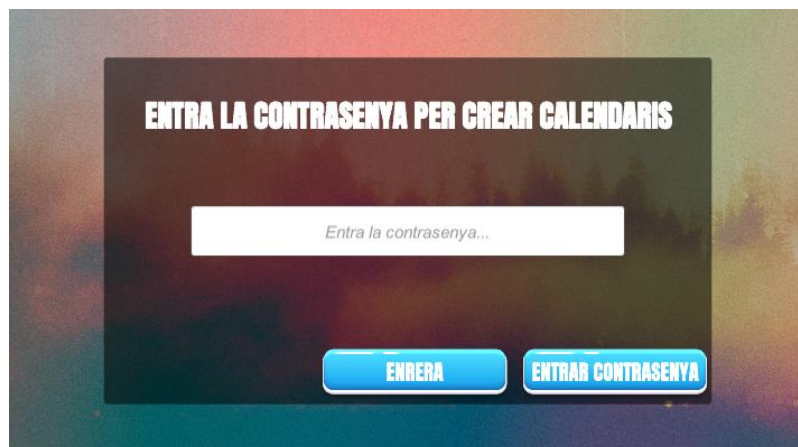 ENTRA LA CONTRASENYA PER CREAR CALENDARIS
Entra la contrasenya...
ENRERA
ENTRAR CONTRASENYA